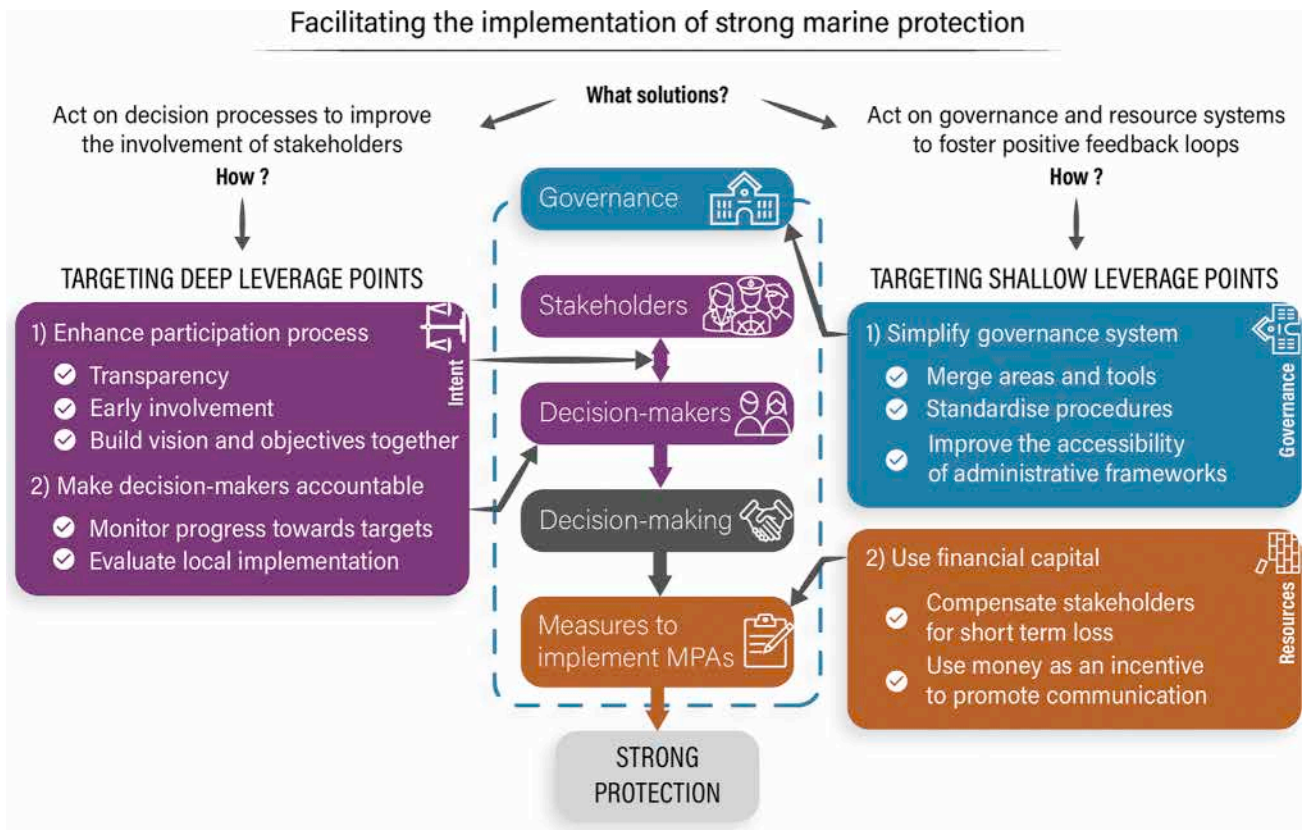 Facilitating the implementation of strong marine protection
What solutions?
Act on decision processes to improve
the involvement of stakeholders
How ?
TARGETING DEEP LEVERAGE POINTS
1) Enhance participation process
Transparency
Early involvement
Build vision and objectives together
2) Make decision-makers accountable
Monitor progress towards targets
Evaluate local implementation
Intent
Governance
Stakeholders
Decision-makers
Decision-making
Measures to
implement MPAs
STRONG
PROTECTION
Act on governance and resource systems
to foster positive feedback loops
How ?
TARGETING SHALLOW LEVERAGE POINTS
1) Simplify governance system
Merge areas and tools
Standardise procedures
Improve the accessibility
of administrative frameworks
Governance
2) Use financial capital
Compensate stakeholders
for short term loss
Use money as an incentive
to promote communication
Resources